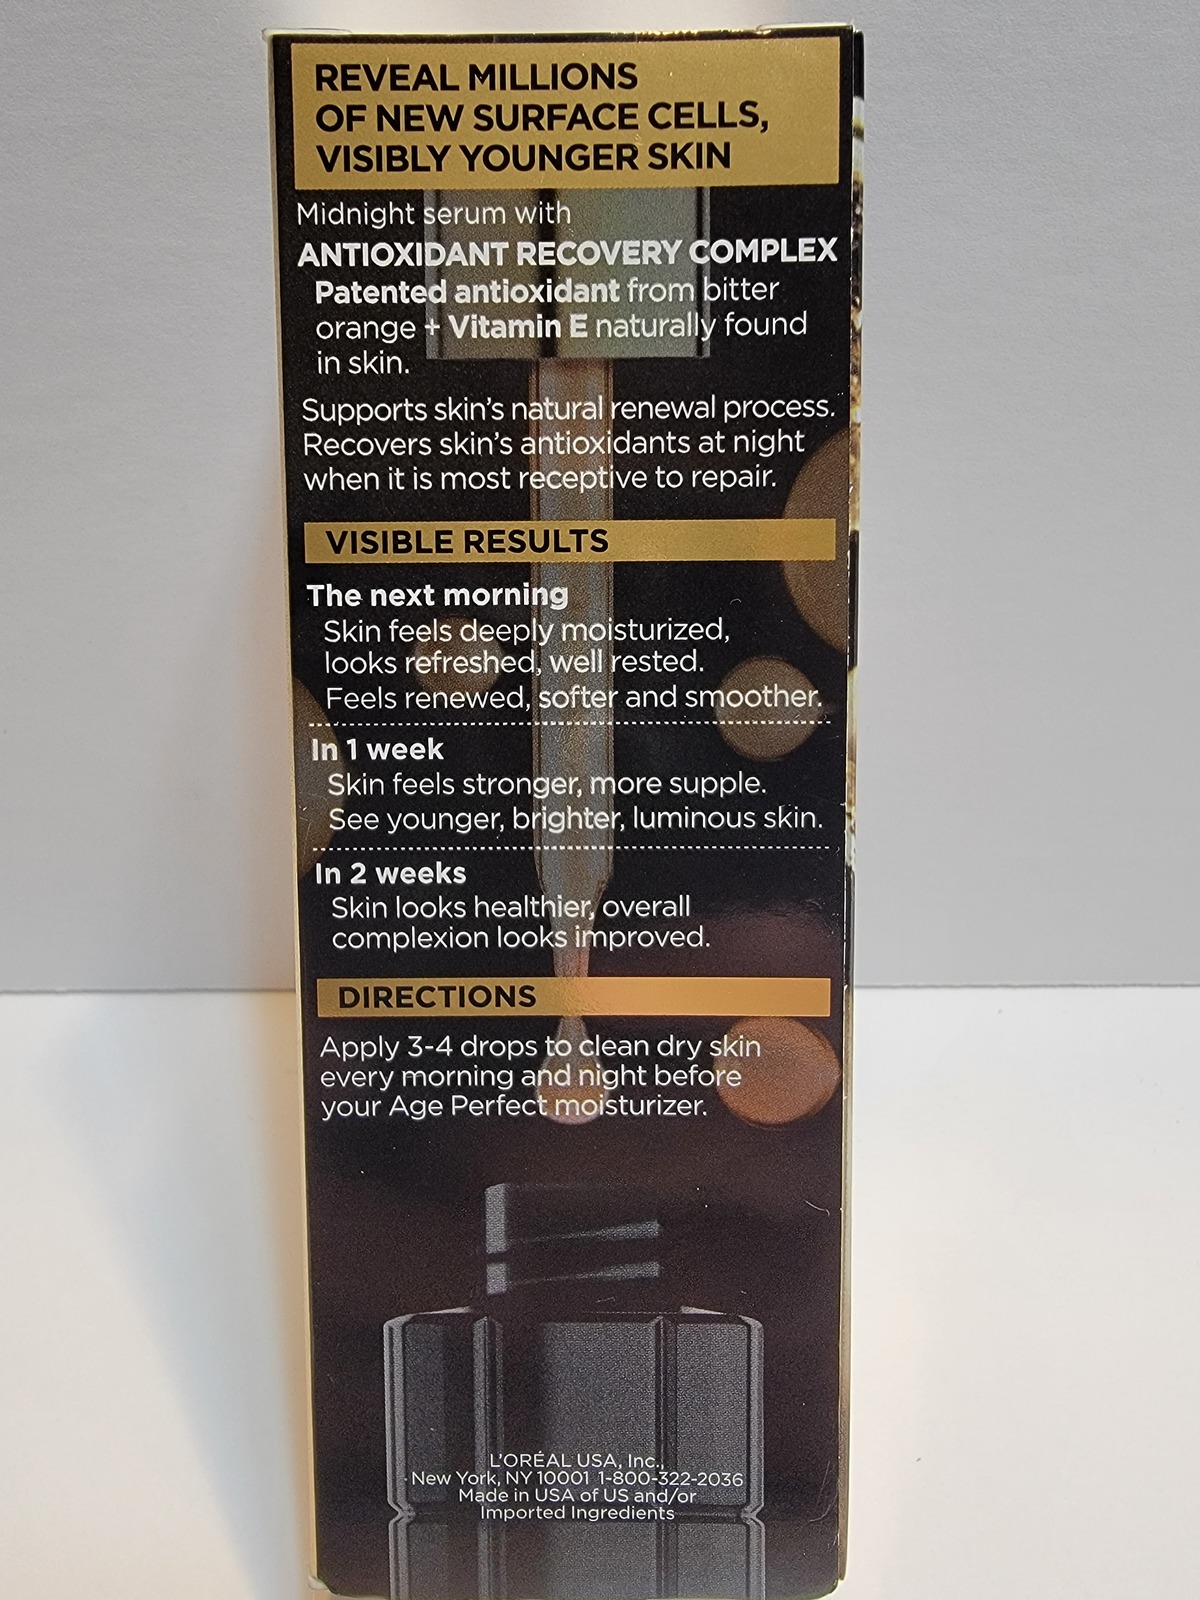 REVEAL MILLIONS
OF NEW SURFACE CELLS,
VISIBLY YOUNGER SKIN
Midnight serum with
ANTIOXIDANT RECOVERY COMPLEX
Patented antioxidant from bitter
orange + Vitamin E naturally found
in skin.
Supports skin's natural renewal process.
Recovers skin's antioxidants at night
when it is most receptive to repair.
VISIBLE RESULTS
The next morning
Skin feels deeply moisturized,
looks refreshed, well rested.
Feels renewed, softer and smoother.
In 1 week
Skin feels stronger, more supple.
See younger, brighter, luminous skin.
In 2 weeks
Skin looks healthier, overall
complexion looks improved.
DIRECTIONS
Apply 3-4 drops to clean dry skin
every morning and night before
your Age Perfect moisturizer.
L'ORÉAL USA, Inc.,
New York, NY 10001 1-800-322-2036
Made in USA of US and/or
Imported Ingredients